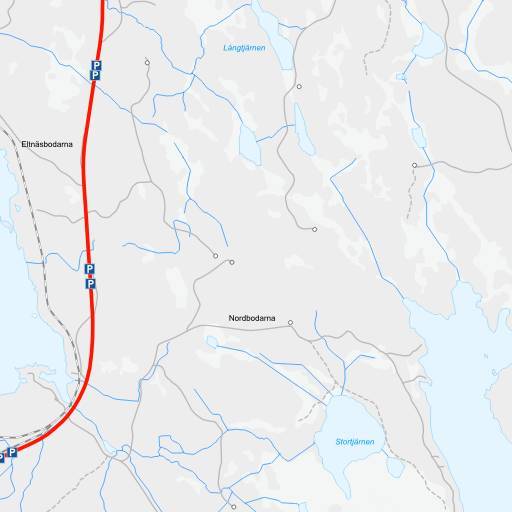 Långtjärnen
P
P
Eltnäsbodarna
P
P
Nordbodarna
Stortjärnen
P